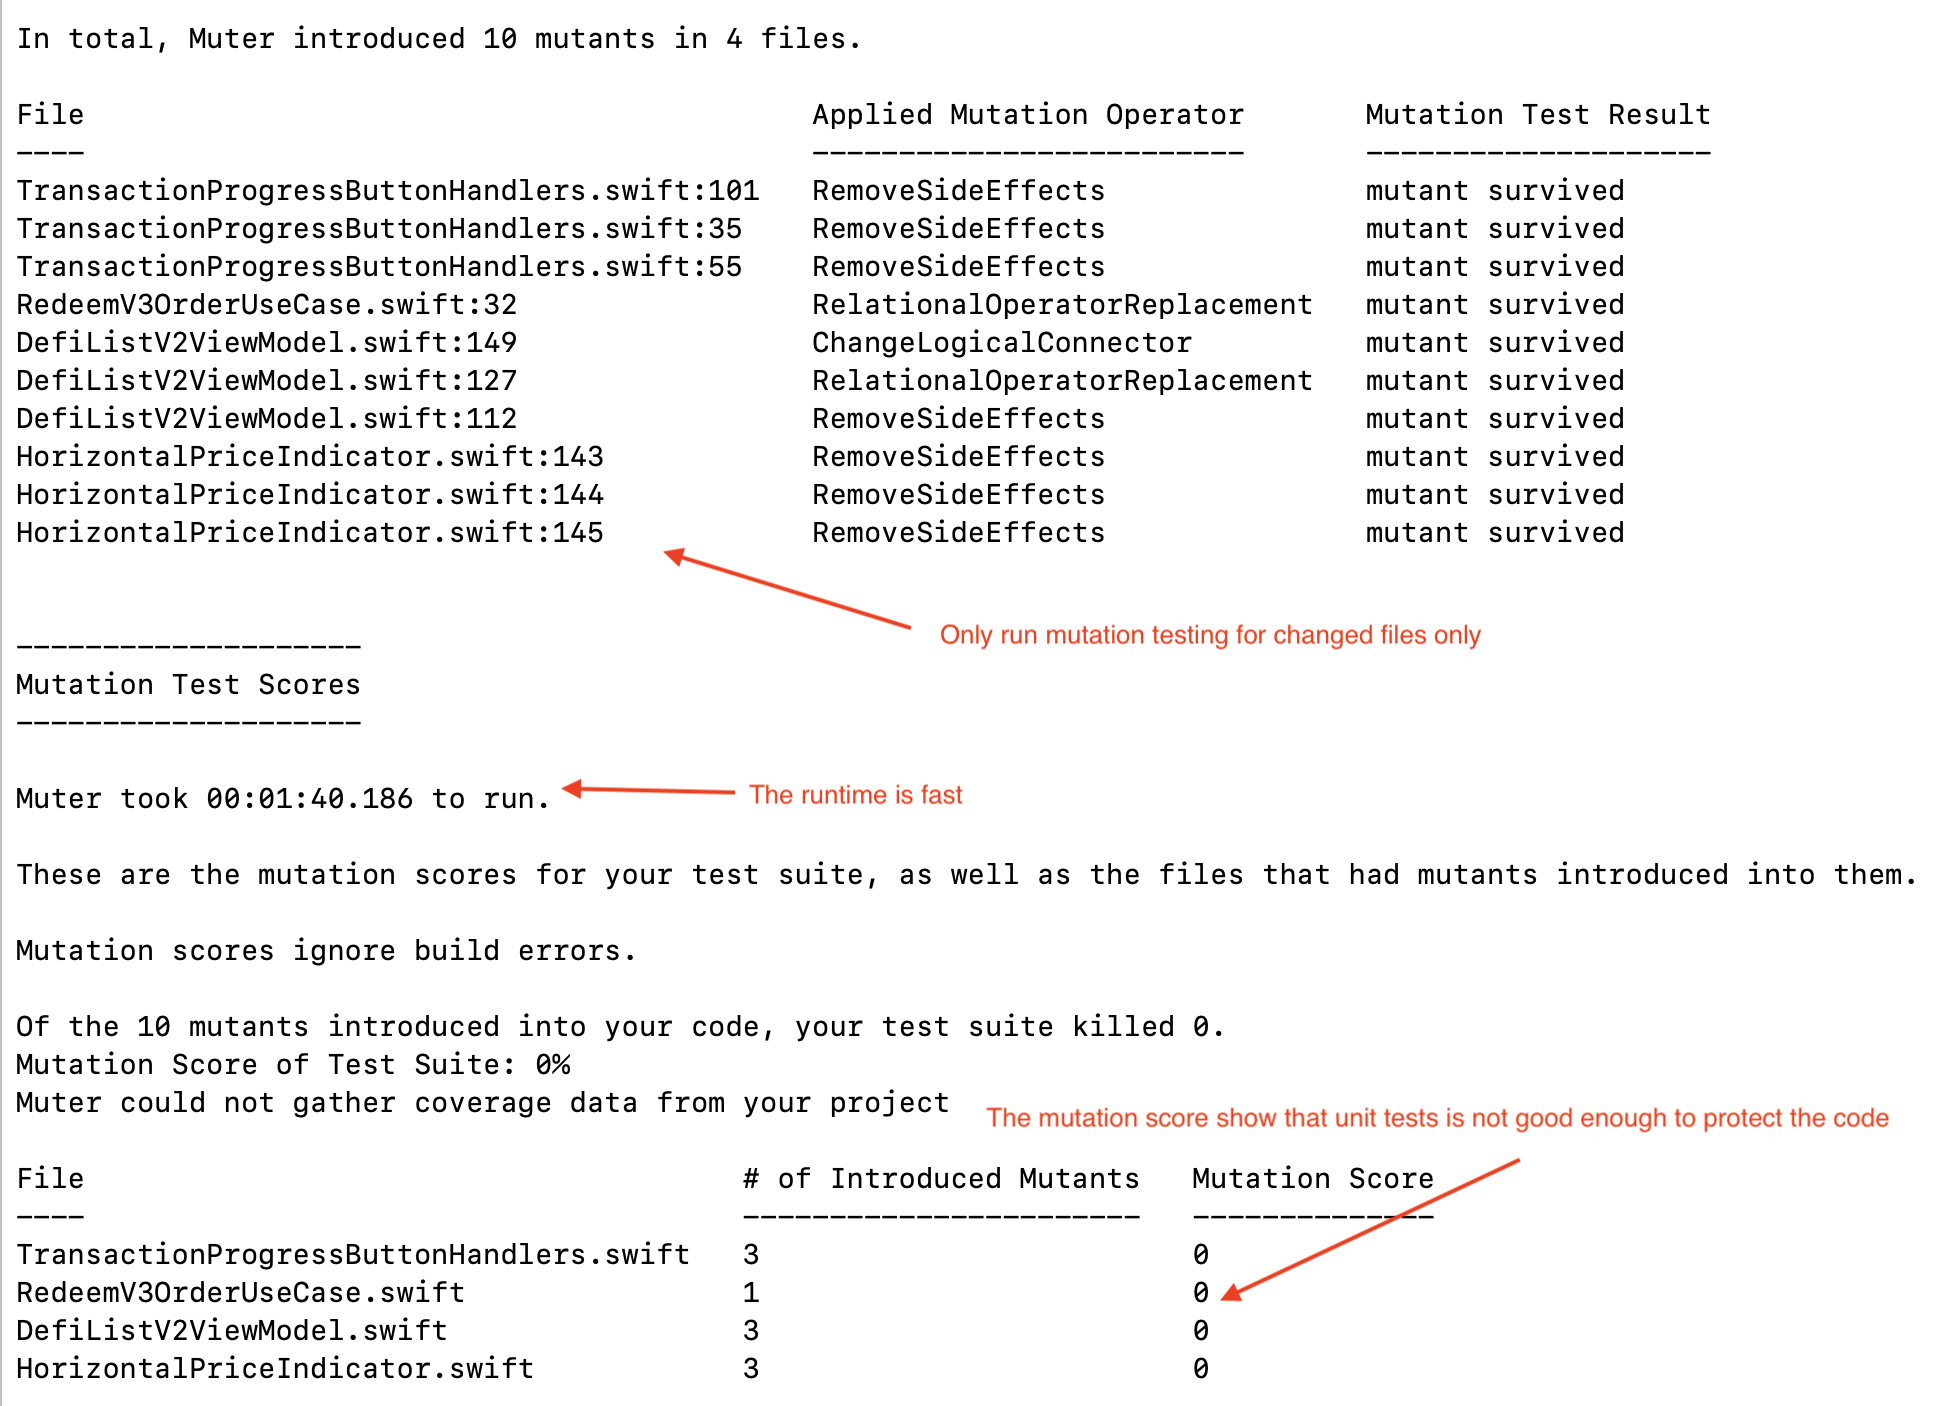 In total, Muter introduced 10 mutants in 4 files.
File Applied Mutation Operator Mutation Test Result
---- ------------------------- --------------------
TransactionProgressButtonHandlers.swift:101 RemoveSideEffects mutant survived
TransactionProgressButtonHandlers.swift:35 RemoveSideEffects mutant survived
TransactionProgressButtonHandlers.swift:55 RemoveSideEffects mutant survived
RedeemV3OrderUseCase.swift:32 RelationalOperatorReplacement mutant survived
DefiListV2ViewModel.swift:149 ChangeLogicalConnector mutant survived
DefiListV2ViewModel.swift:127 RelationalOperatorReplacement mutant survived
DefiListV2ViewModel.swift:112 RemoveSideEffects mutant survived
HorizontalPriceIndicator.swift:143 RemoveSideEffects mutant survived
HorizontalPriceIndicator.swift:144 RemoveSideEffects mutant survived
HorizontalPriceIndicator.swift:145 RemoveSideEffects mutant survived
Only run mutation testing for changed files only
--------------------
Mutation Test Scores
--------------------
Muter took 00:01:40.186 to run.
The runtime is fast
These are the mutation scores for your test suite, as well as the files that had mutants introduced into them.
Mutation scores ignore build errors.
Of the 10 mutants introduced into your code, your test suite killed 0.
Mutation Score of Test Suite: 0%
Muter could not gather coverage data from your project
The mutation score show that unit tests is not good enough to protect the code
File # of Introduced Mutants Mutation Score
---- ----------------------- --------------
TransactionProgressButtonHandlers.swift 3 0
RedeemV3OrderUseCase.swift 1 0
DefiListV2ViewModel.swift 3 0
HorizontalPriceIndicator.swift 3 0